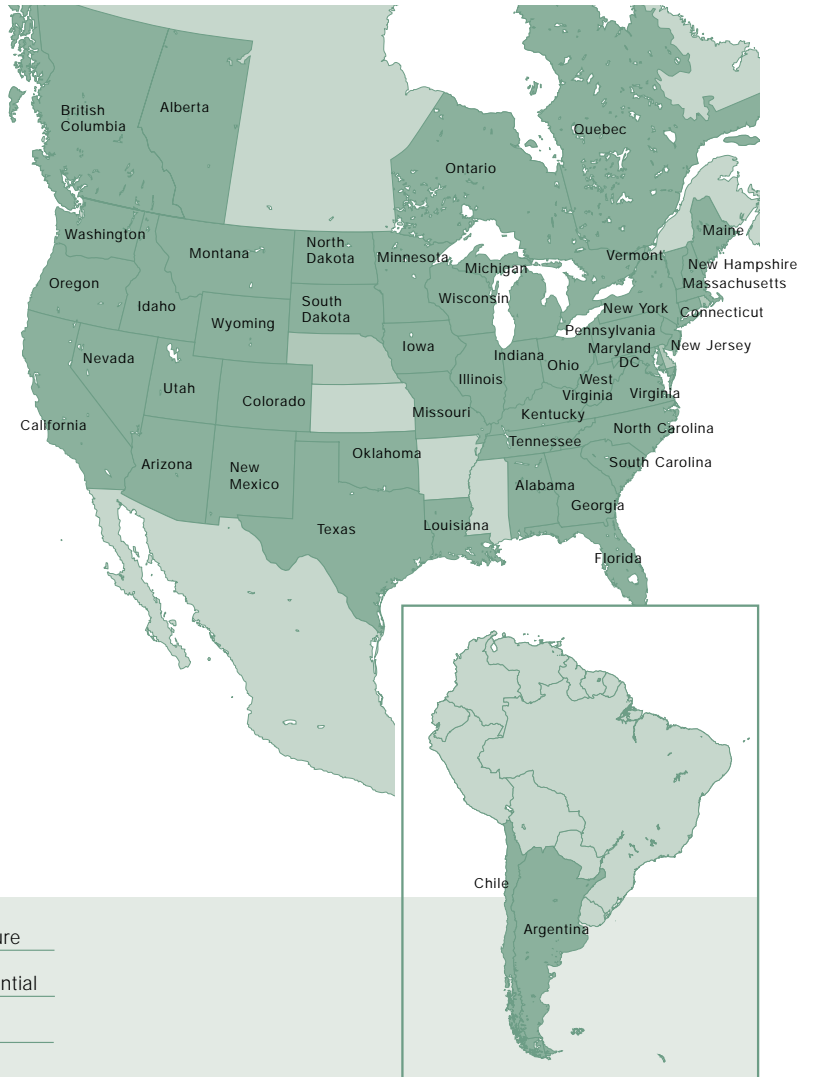 British
Columbia
Alberta
Quebec
Ontario
Maine
Washington
Montana
North
Dakota
Minnesota
Michigan
Vermont
New Hampshire
Massachusetts
Oregon
Idaho
South
Dakota
Wisconsin
New York
Connecticut
Wyoming
Pennsylvania
Nevada
Iowa
Indiana
Ohio
Maryland
DC
New Jersey
Utah
Colorado
Illinois
West
Virginia
Virginia
Missouri
Kentucky
California
North Carolina
Tennessee
Arizona
New
Mexico
Oklahoma
South Carolina
Alabama
Georgia
Texas
Louisiana
Florida
Chile
Argentina
ure
ntial